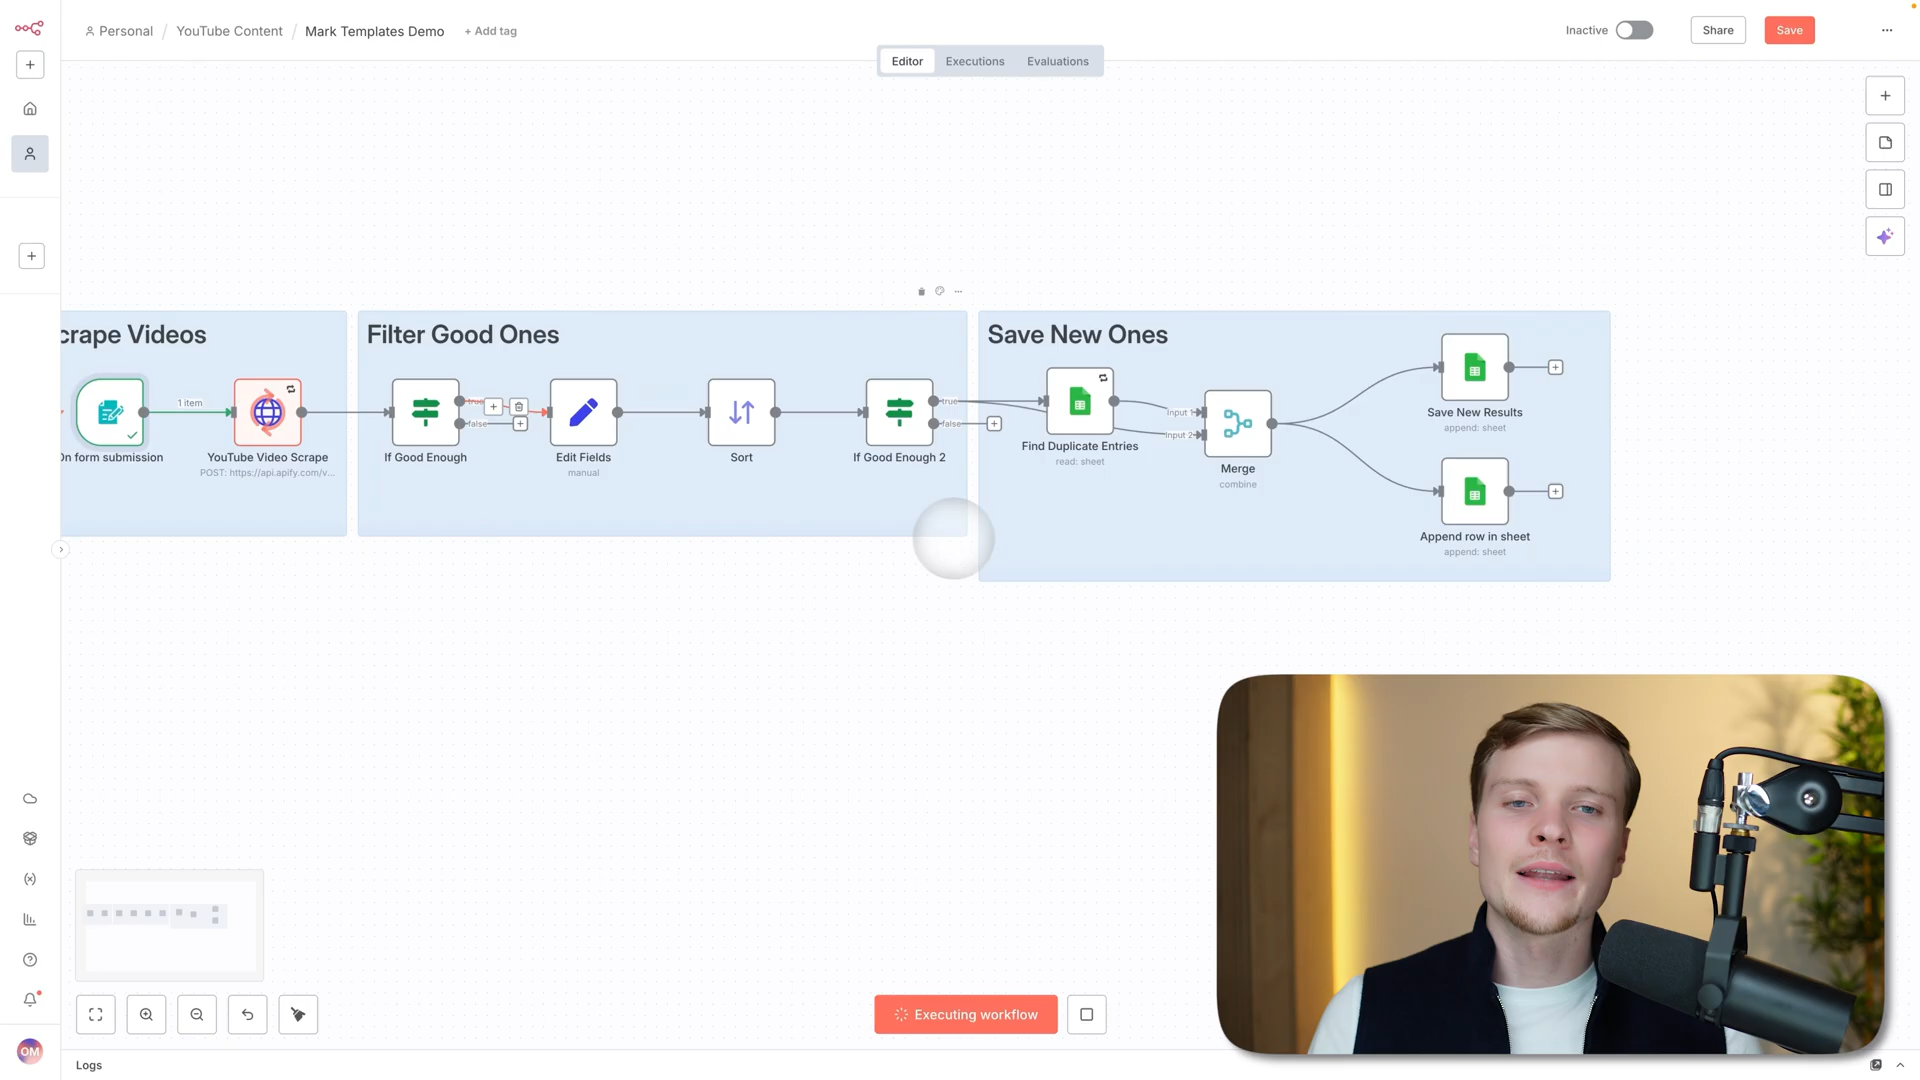 Personal / YouTube Content / Mark Templates Demo + Add tag
Inactive
Share
Save
Editor
Executions
Evaluations
crape Videos
Filter Good Ones
Save New Ones
1 item
true
false
true
false
Input 1
Input 2
On form submission
YouTube Video Scrape
POST: https://api.apify.com/v...
If Good Enough
Edit Fields
manual
Sort
If Good Enough 2
Find Duplicate Entries
read: sheet
Merge
combine
Save New Results
append: sheet
Append row in sheet
append: sheet
Executing workflow
OM
Logs